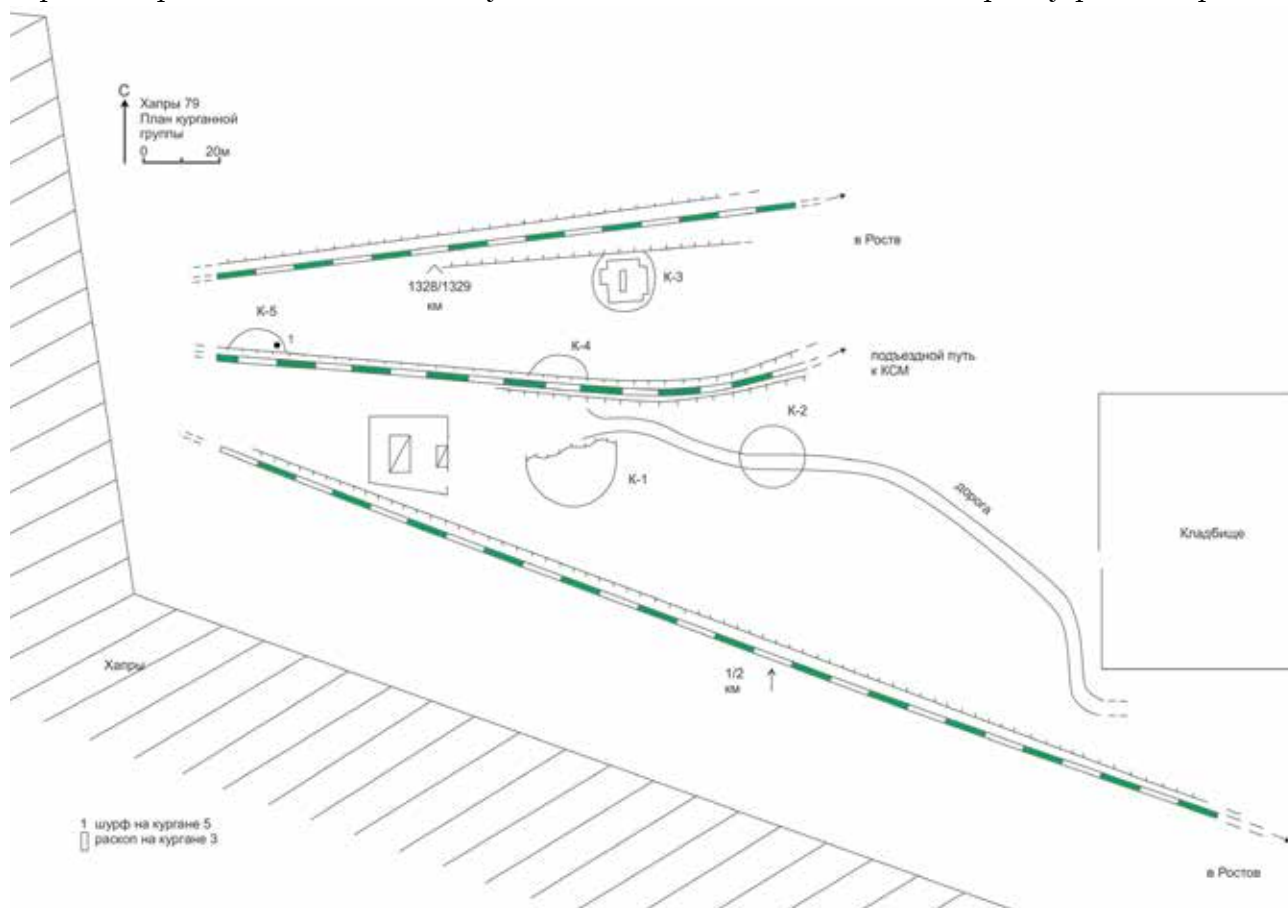 С
Хапры 79
План курганной
группы
0 20м
в Роств
1328/1329
км
К-3
К-5
1
К-4
подъездной путь
к КСМ
К-2
К-1
дорога
Кладбище
Хапры
1/2
км
1 шурф на кургане 5
раскоп на кургане 3
в Ростов